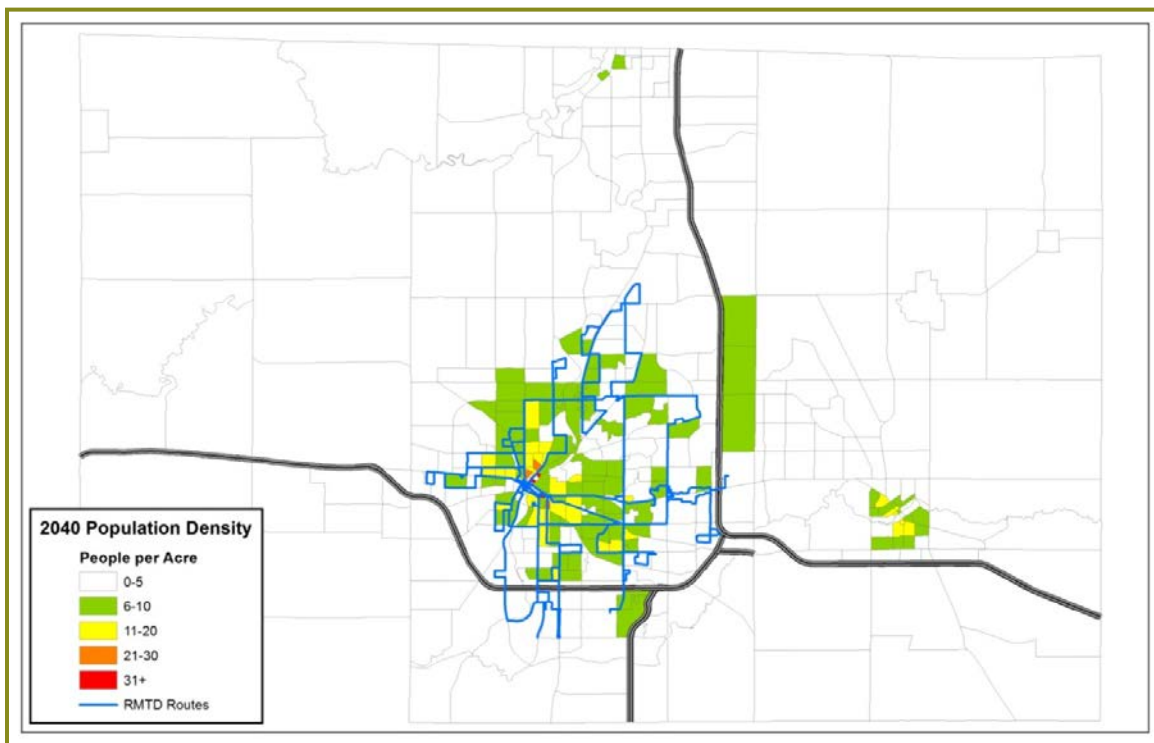 2040 Population Density
People per Acre
0-5
6-10
11-20
21-30
31+
RMTD Routes